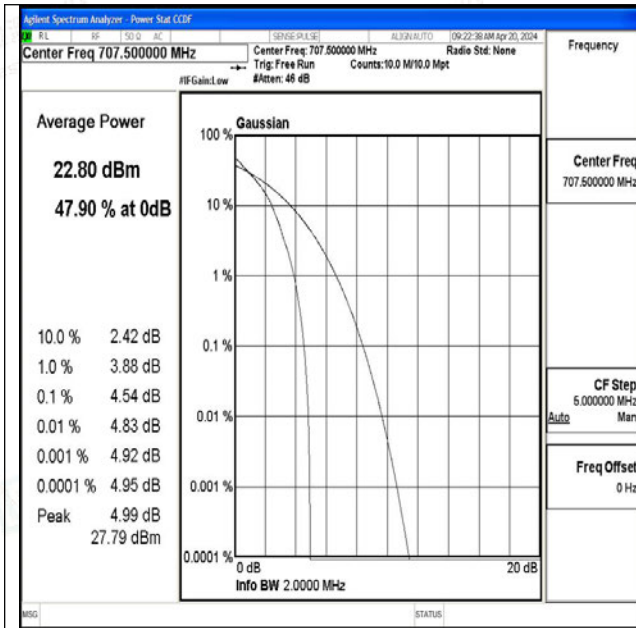 Agilent Spectrum Analyzer - Power Stat CCDF
RL RF 50 Ω AC SENSE:PULSE ALIGN AUTO 09:22:38 AM Apr 20, 2024
Center Freq 707.500000 MHz
Center Freq: 707.500000 MHz Radio Std: None
Trig: Free Run Counts:10.0 M/10.0 Mpt
#IFGain:Low #Atten: 46 dB
Frequency
Average Power
22.80 dBm
47.90 % at 0dB
10.0 % 2.42 dB
1.0 % 3.88 dB
0.1 % 4.54 dB
0.01 % 4.83 dB
0.001 % 4.92 dB
0.0001 % 4.95 dB
Peak 4.99 dB
27.79 dBm
Gaussian
100 %
10 %
1 %
0.1 %
0.01 %
0.001 %
0.0001 %
0 dB 20 dB
Info BW 2.0000 MHz
Center Freq
707.500000 MHz
CF Step
5.000000 MHz
Auto Man
Freq Offset
0 Hz
MSG STATUS